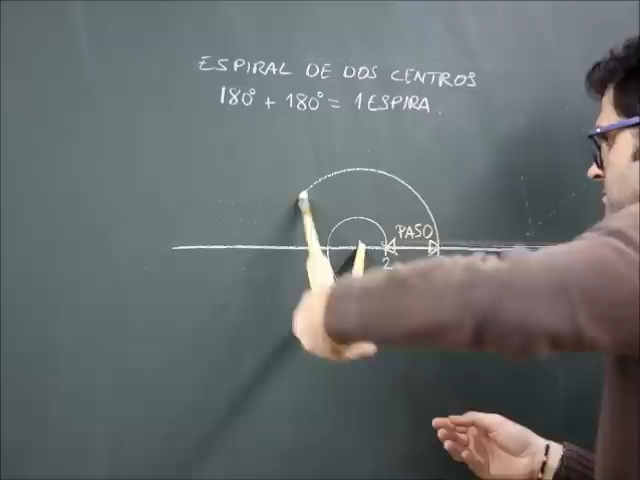 ESPIRAL DE DOS CENTROS
180° + 180° = 1 ESPIRA.
PASO
2